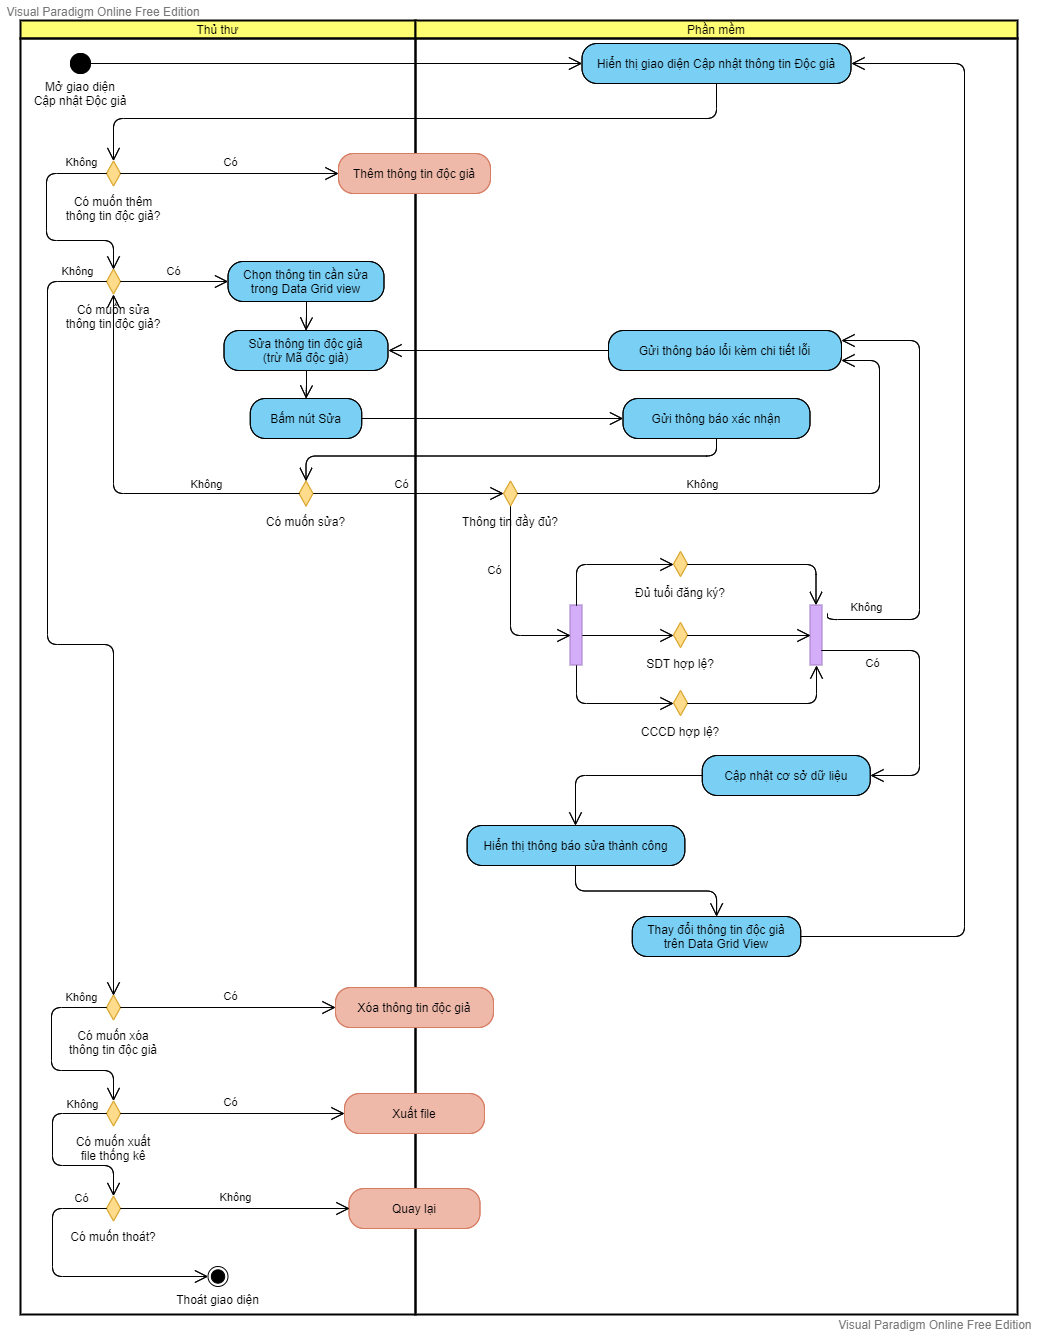 Visual Paradigm Online Free Edition
Thủ thư
Phần mềm
Mở giao diện
Cập nhật Độc giả
Hiển thị giao diện Cập nhật thông tin Độc giả
Không
Có
Thêm thông tin độc giả
Có muốn thêm
thông tin độc giả?
Không
Có
Chọn thông tin cần sửa
trong Data Grid view
Có muốn sửa
thông tin độc giả?
Sửa thông tin độc giả
(trừ Mã độc giả)
Gửi thông báo lỗi kèm chi tiết lỗi
Bấm nút Sửa
Gửi thông báo xác nhận
Không
Có
Không
Có muốn sửa?
Thông tin đầy đủ?
Có
Đủ tuổi đăng ký?
Không
SDT hợp lệ?
Có
CCCD hợp lệ?
Cập nhật cơ sở dữ liệu
Hiển thị thông báo sửa thành công
Thay đổi thông tin độc giả
trên Data Grid View
Không
Có
Xóa thông tin độc giả
Có muốn xóa
thông tin độc giả
Không
Có
Xuất file
Có muốn xuất
file thống kê
Có
Không
Quay lại
Có muốn thoát?
Thoát giao diện
Visual Paradigm Online Free Edition